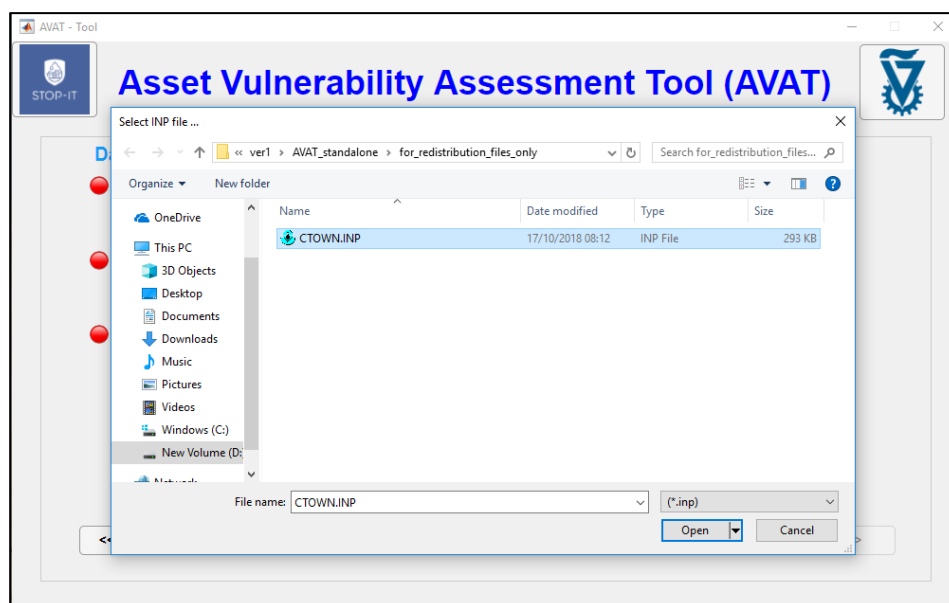 AVAT - Tool
STOP-IT
Asset Vulnerability Assessment Tool (AVAT)
Select INP file ...
« ver1 > AVAT_standalone > for_redistribution_files_only
Search for_redistribution_files...
Organize
New folder
Name Date modified Type Size
CTOWN.INP 17/10/2018 08:12 INP File 293 KB
OneDrive
This PC
3D Objects
Desktop
Documents
Downloads
Music
Pictures
Videos
Windows (C:)
New Volume (D:
File name: CTOWN.INP
(*.inp)
Open
Cancel